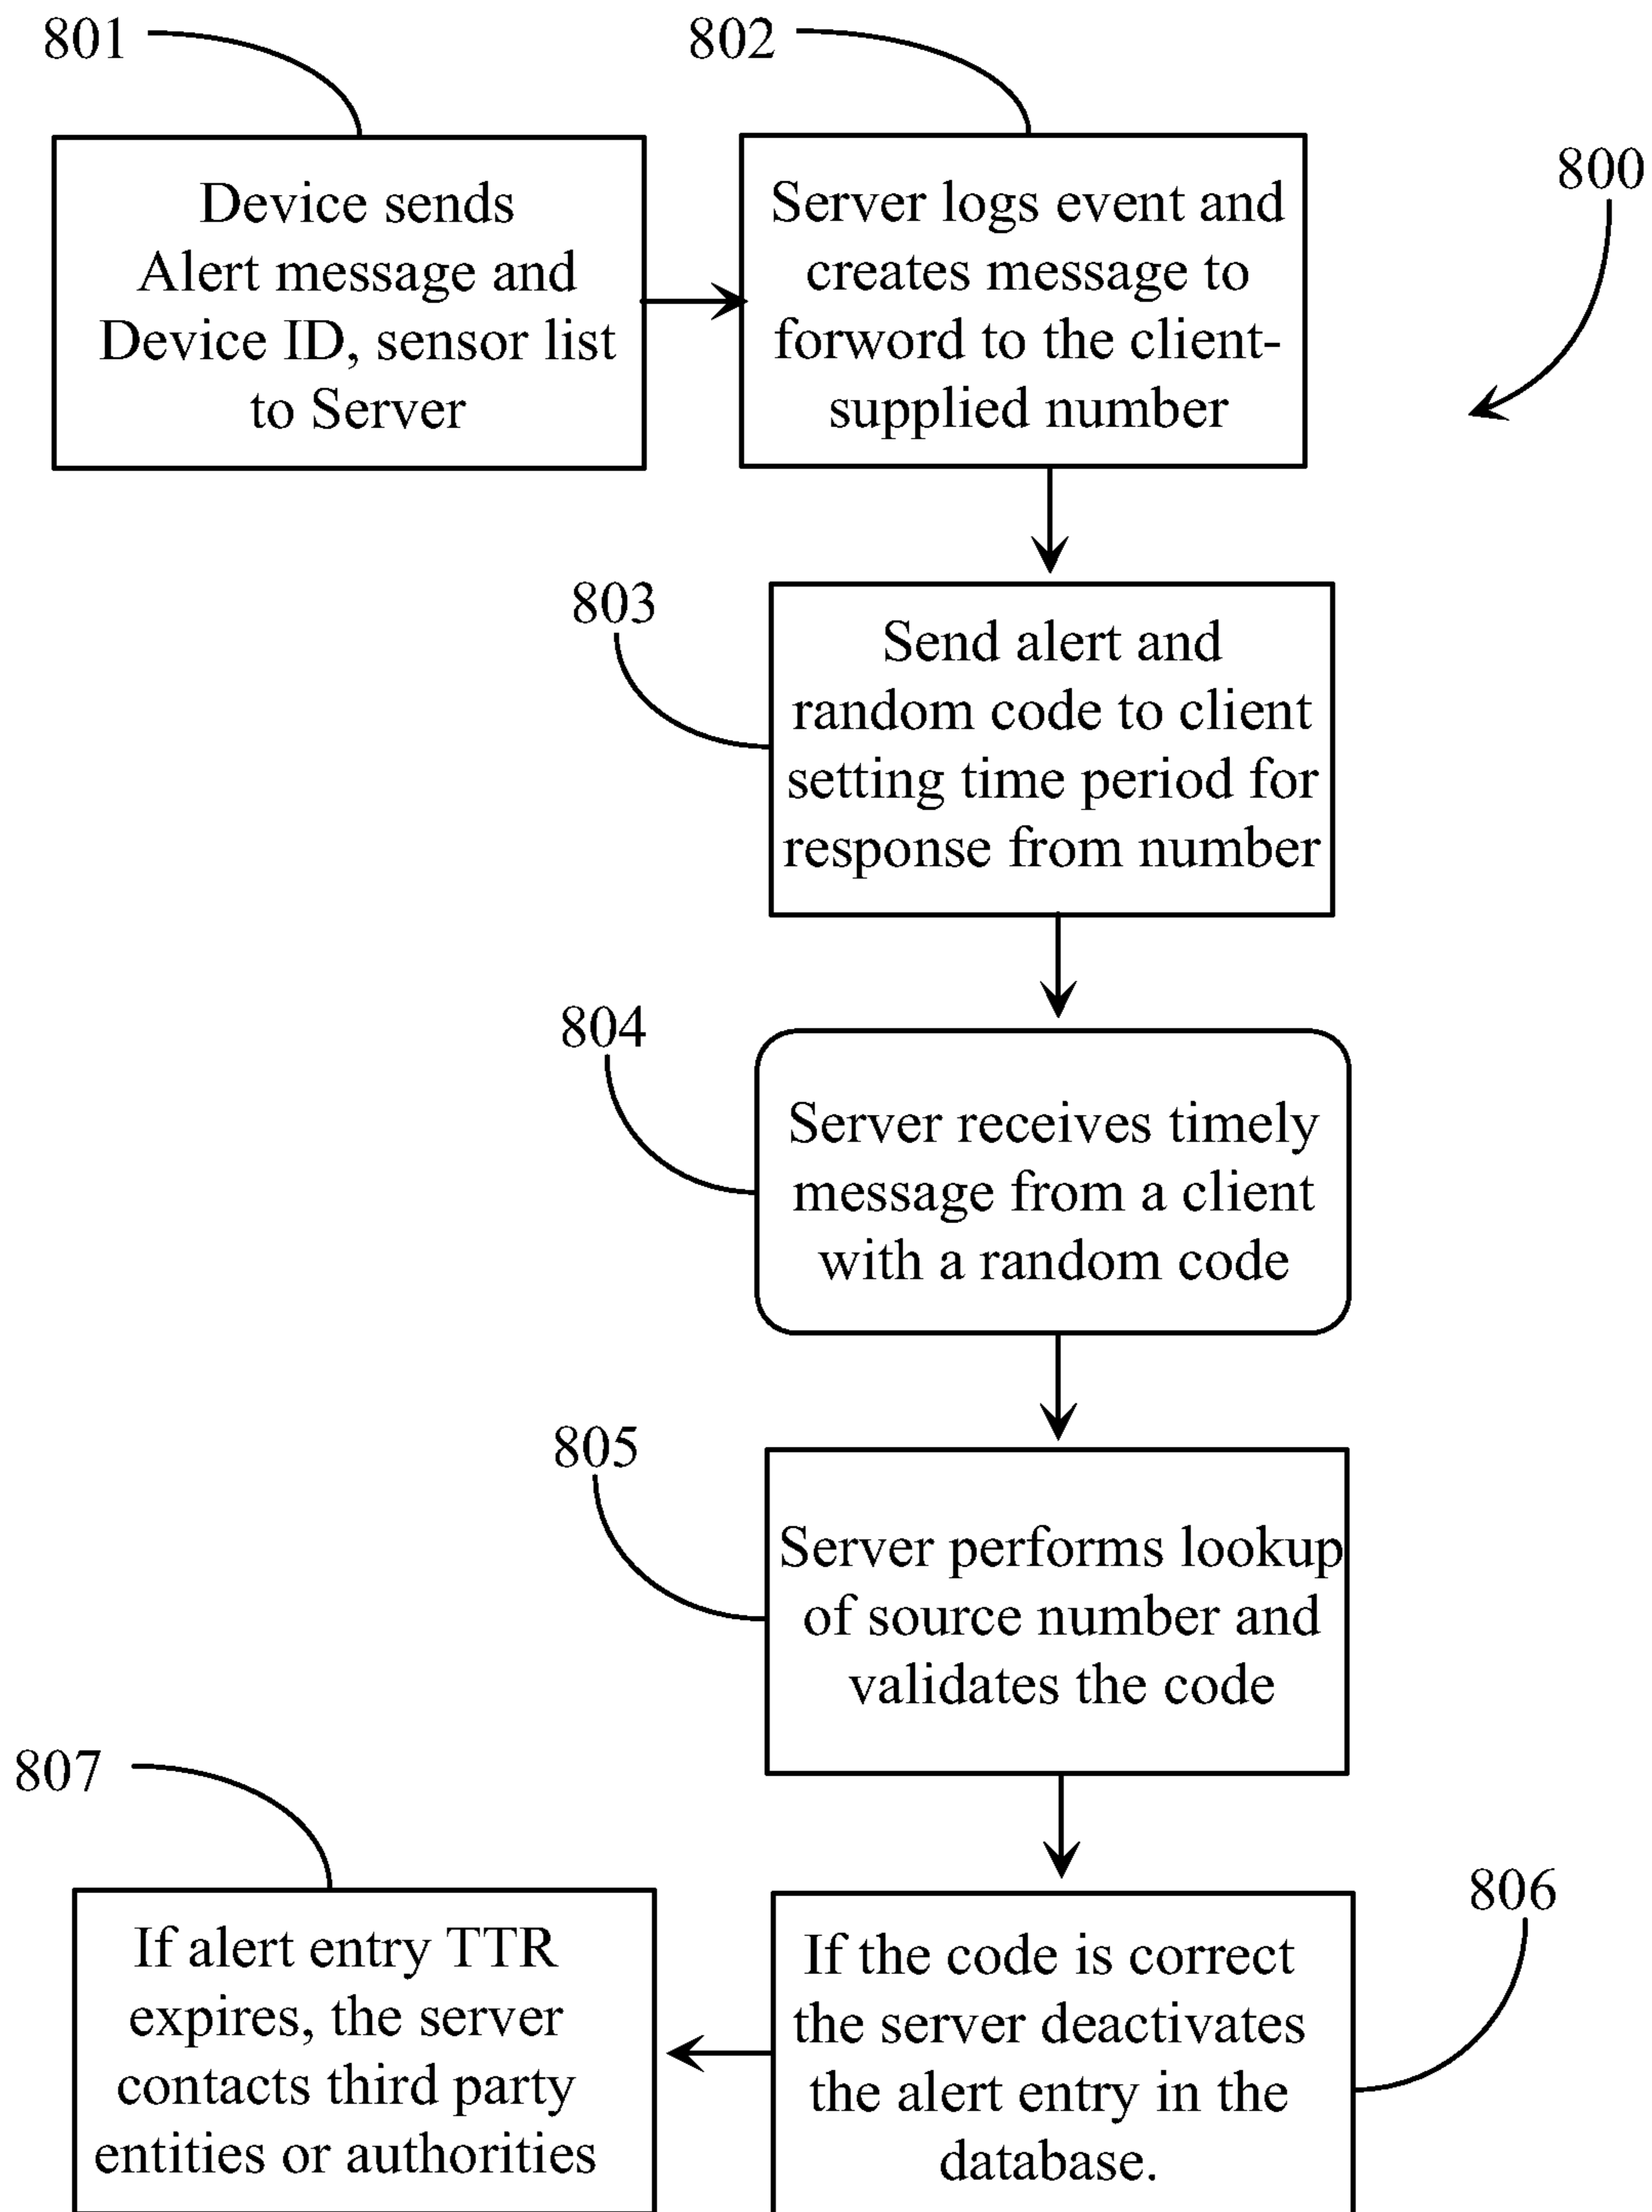 801
Device sends
Alert message and
Device ID, sensor list
to Server
802
Server logs event and
creates message to
forword to the client-
supplied number
800
803
Send alert and
random code to client
setting time period for
response from number
804
Server receives timely
message from a client
with a random code
805
Server performs lookup
of source number and
validates the code
806
If the code is correct
the server deactivates
the alert entry in the
database.
807
If alert entry TTR
expires, the server
contacts third party
entities or authorities